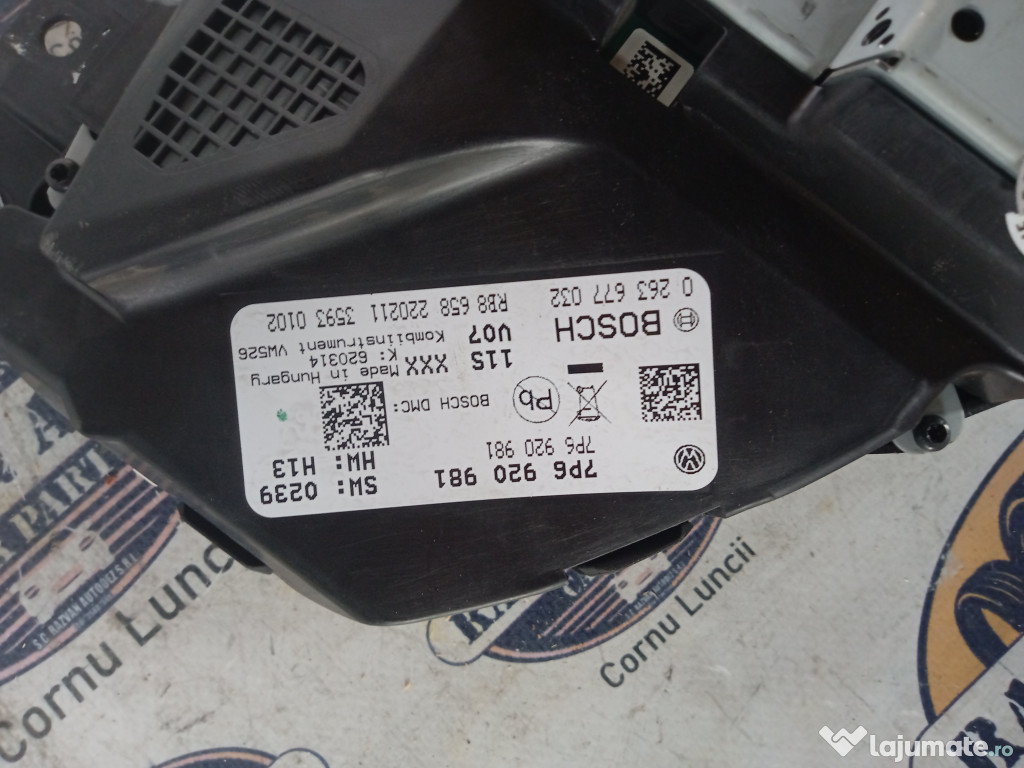 7P6 920 981
7P6 920 981
SW: 0239
HW: H13
BOSCH DMC:
Pb
11S XXX Made in Hungary
K: 620314
V07 Kombiinstrument VW526
BOSCH
0 263 677 032
RB8 658 220211 3593 0102
S.C. RAZVAN AUTODEZ S.R.L
Cornu Luncii
Cornu Luncii
lajumate.ro